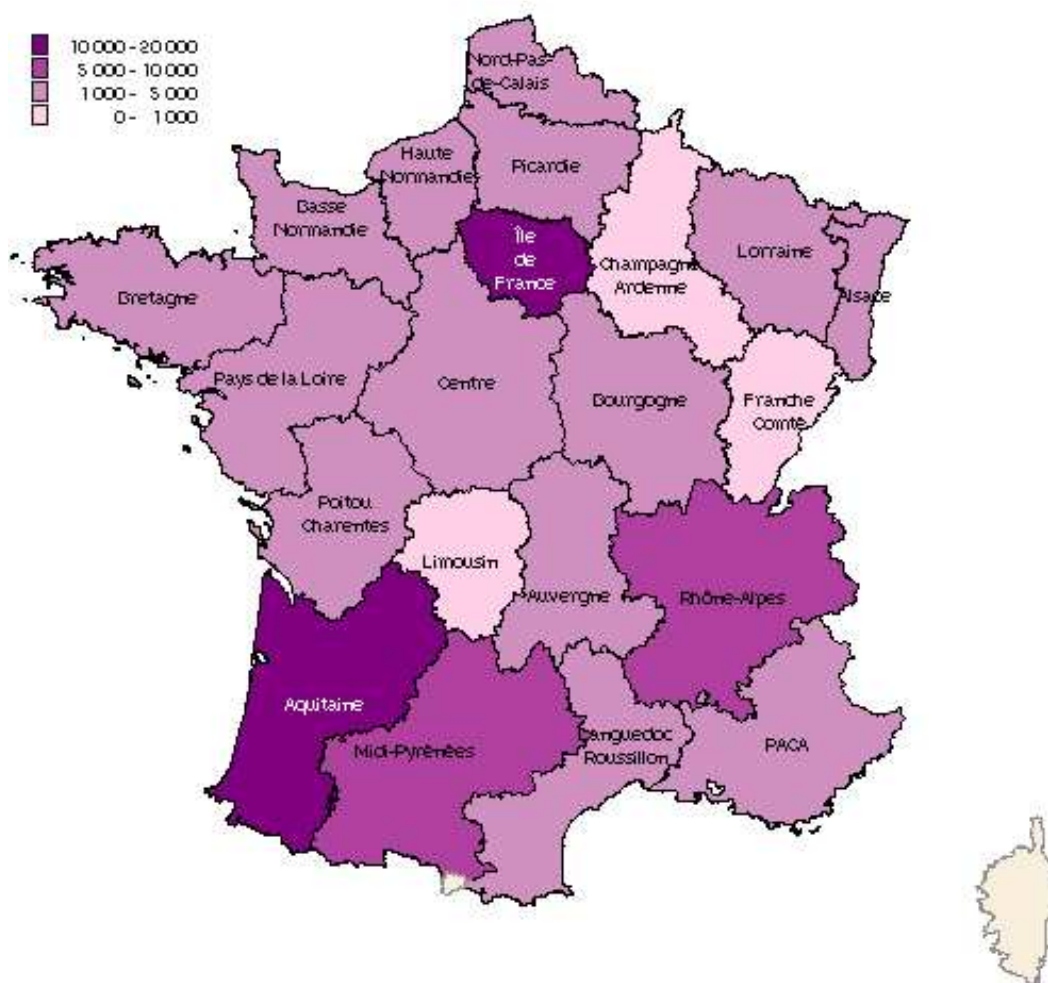 10 000 - 20 000
5 000 - 10 000
1 000 - 5 000
0 - 1 000
Nord-Pas-
de-Calais
Haute
Normandie
Picardie
Basse
Normandie
Île
de
France
Champagne
Ardenne
Lorraine
Alsace
Bretagne
Pays de la Loire
Centre
Bourgogne
Franche
Comté
Poitou
Charentes
Limousin
Auvergne
Rhône-Alpes
Aquitaine
Midi-Pyrénées
Languedoc
Roussillon
PACA